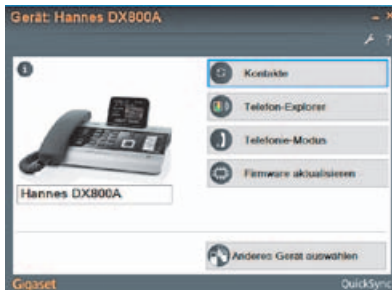 Gerät: Hannes DX800A
?
i
Kontakte
Telefon-Explorer
Telefonie-Modus
Firmware aktualisieren
Hannes DX800A
Anderes Gerät auswählen
Gigaset
QuickSync